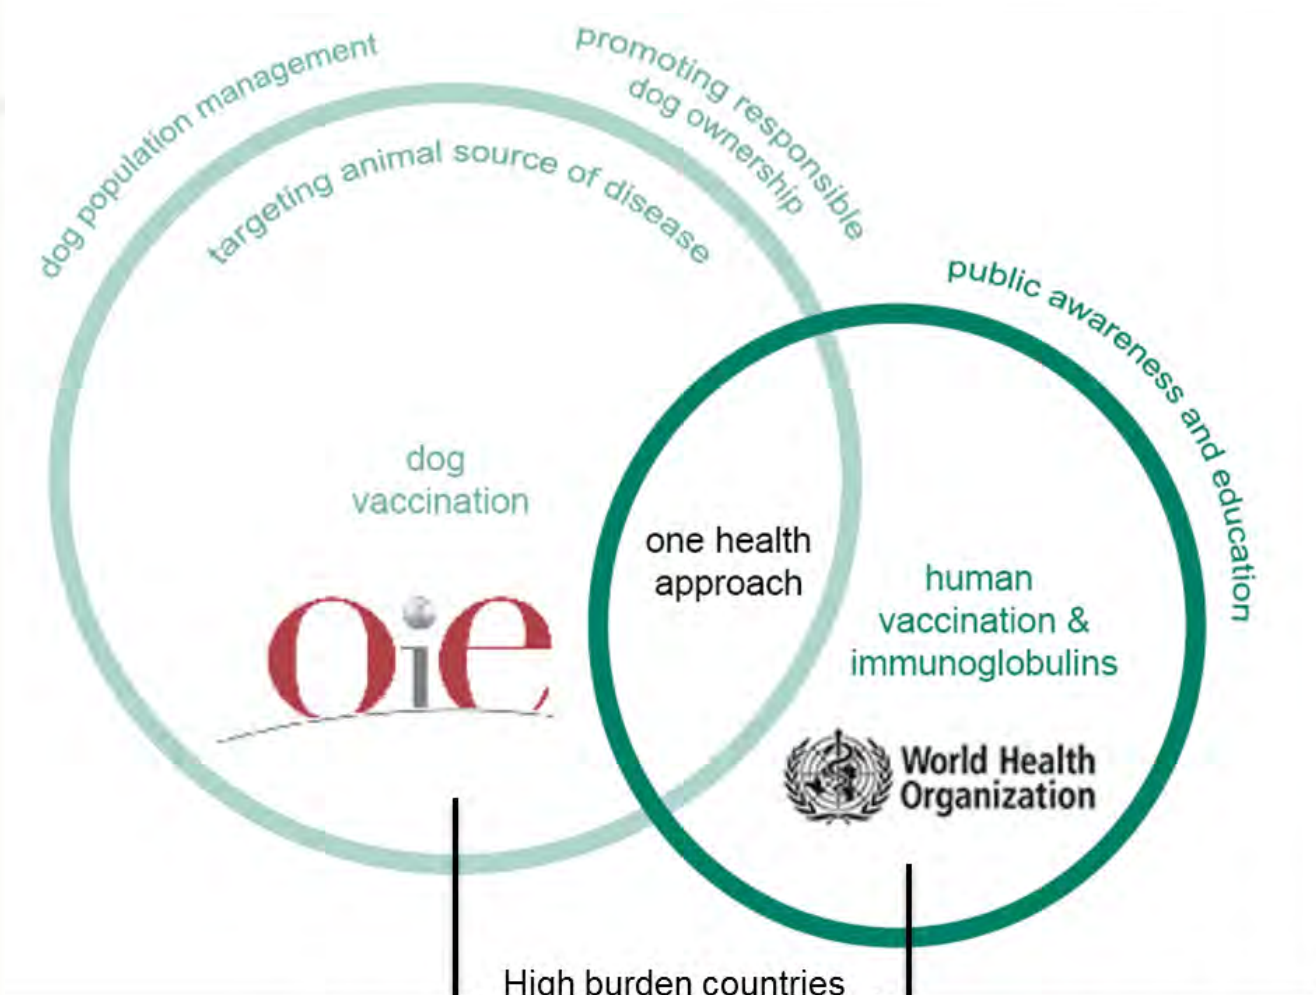 dog population management
promoting responsible
dog ownership
targeting animal source of disease
public awareness and education
dog
vaccination
one health
approach
human
vaccination &
immunoglobulins
oie
World Health
Organization
High burden countries